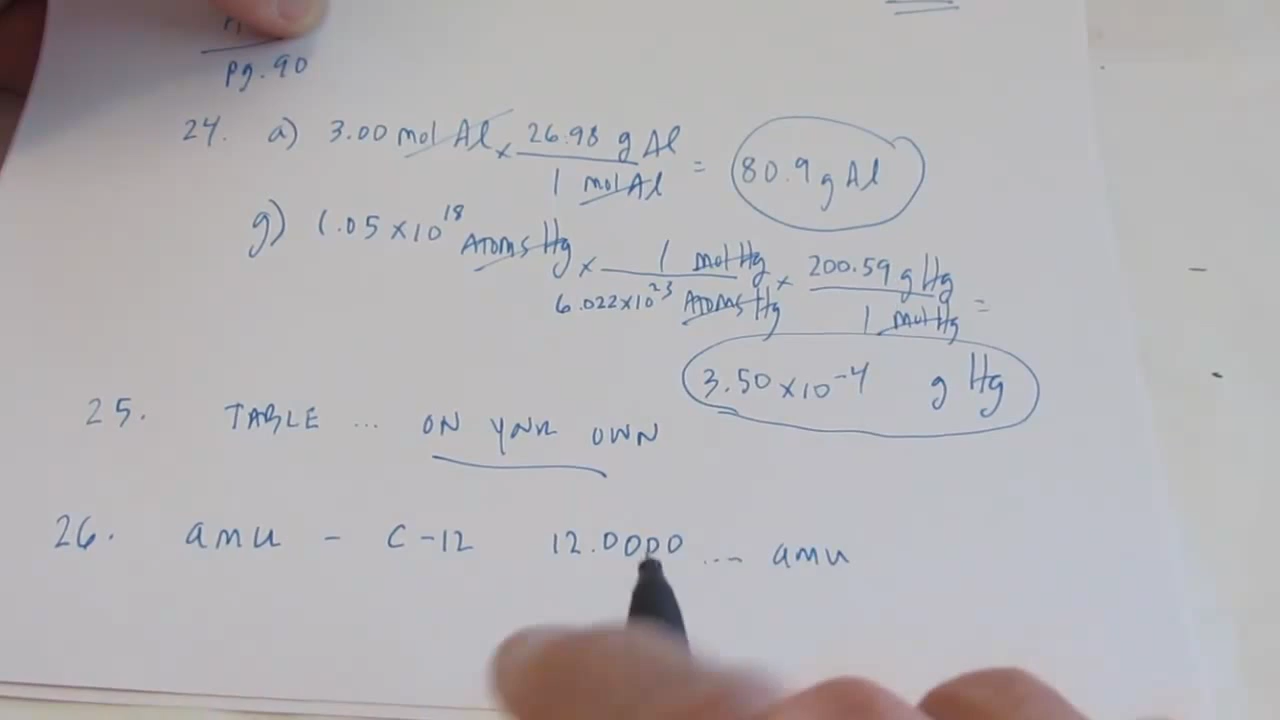 pg. 90
24. a) 3.00 mol Al × 26.98 g Al / 1 mol Al = 80.9 g Al
g) 1.05 × 10^18 ATOMS Hg × 1 mol Hg / 6.022×10^23 ATOMS Hg × 200.59 g Hg / 1 mol Hg =
3.50 × 10^-4 g Hg
25. TABLE ... ON YOUR OWN
26. amu - C-12 12.0000 ... amu